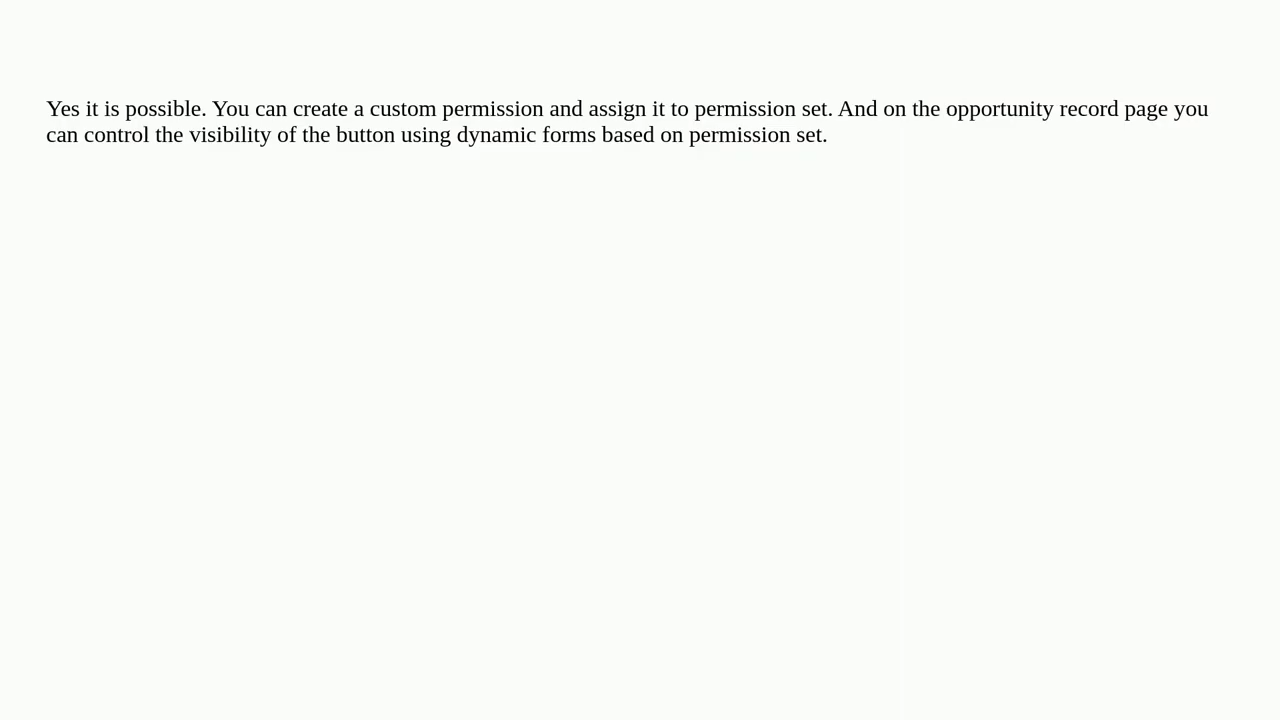 Yes it is possible. You can create a custom permission and assign it to permission set. And on the opportunity record page you
can control the visibility of the button using dynamic forms based on permission set.